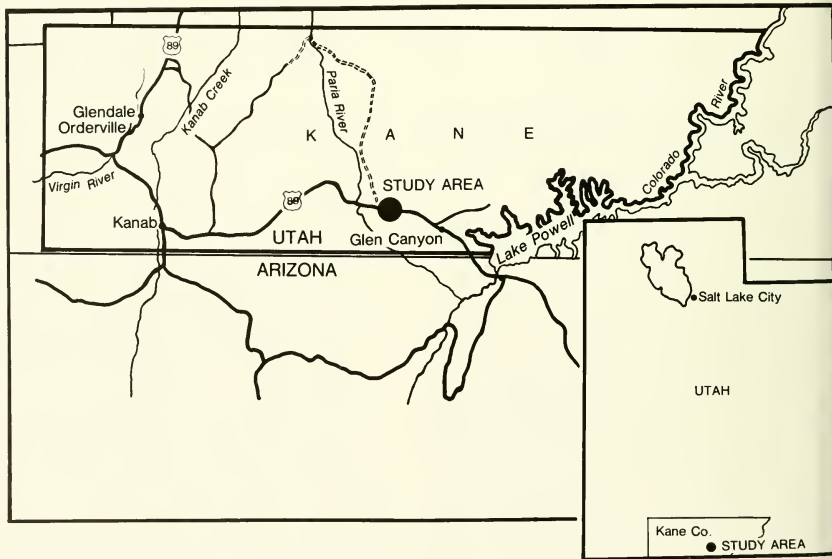 89
Glendale
Orderville
Kanab Creek
Paria River
K A N E
Colorado River
Virgin River
STUDY AREA
89
Kanab
UTAH
Glen Canyon
Lake Powell
ARIZONA
Salt Lake City
UTAH
Kane Co.
STUDY AREA